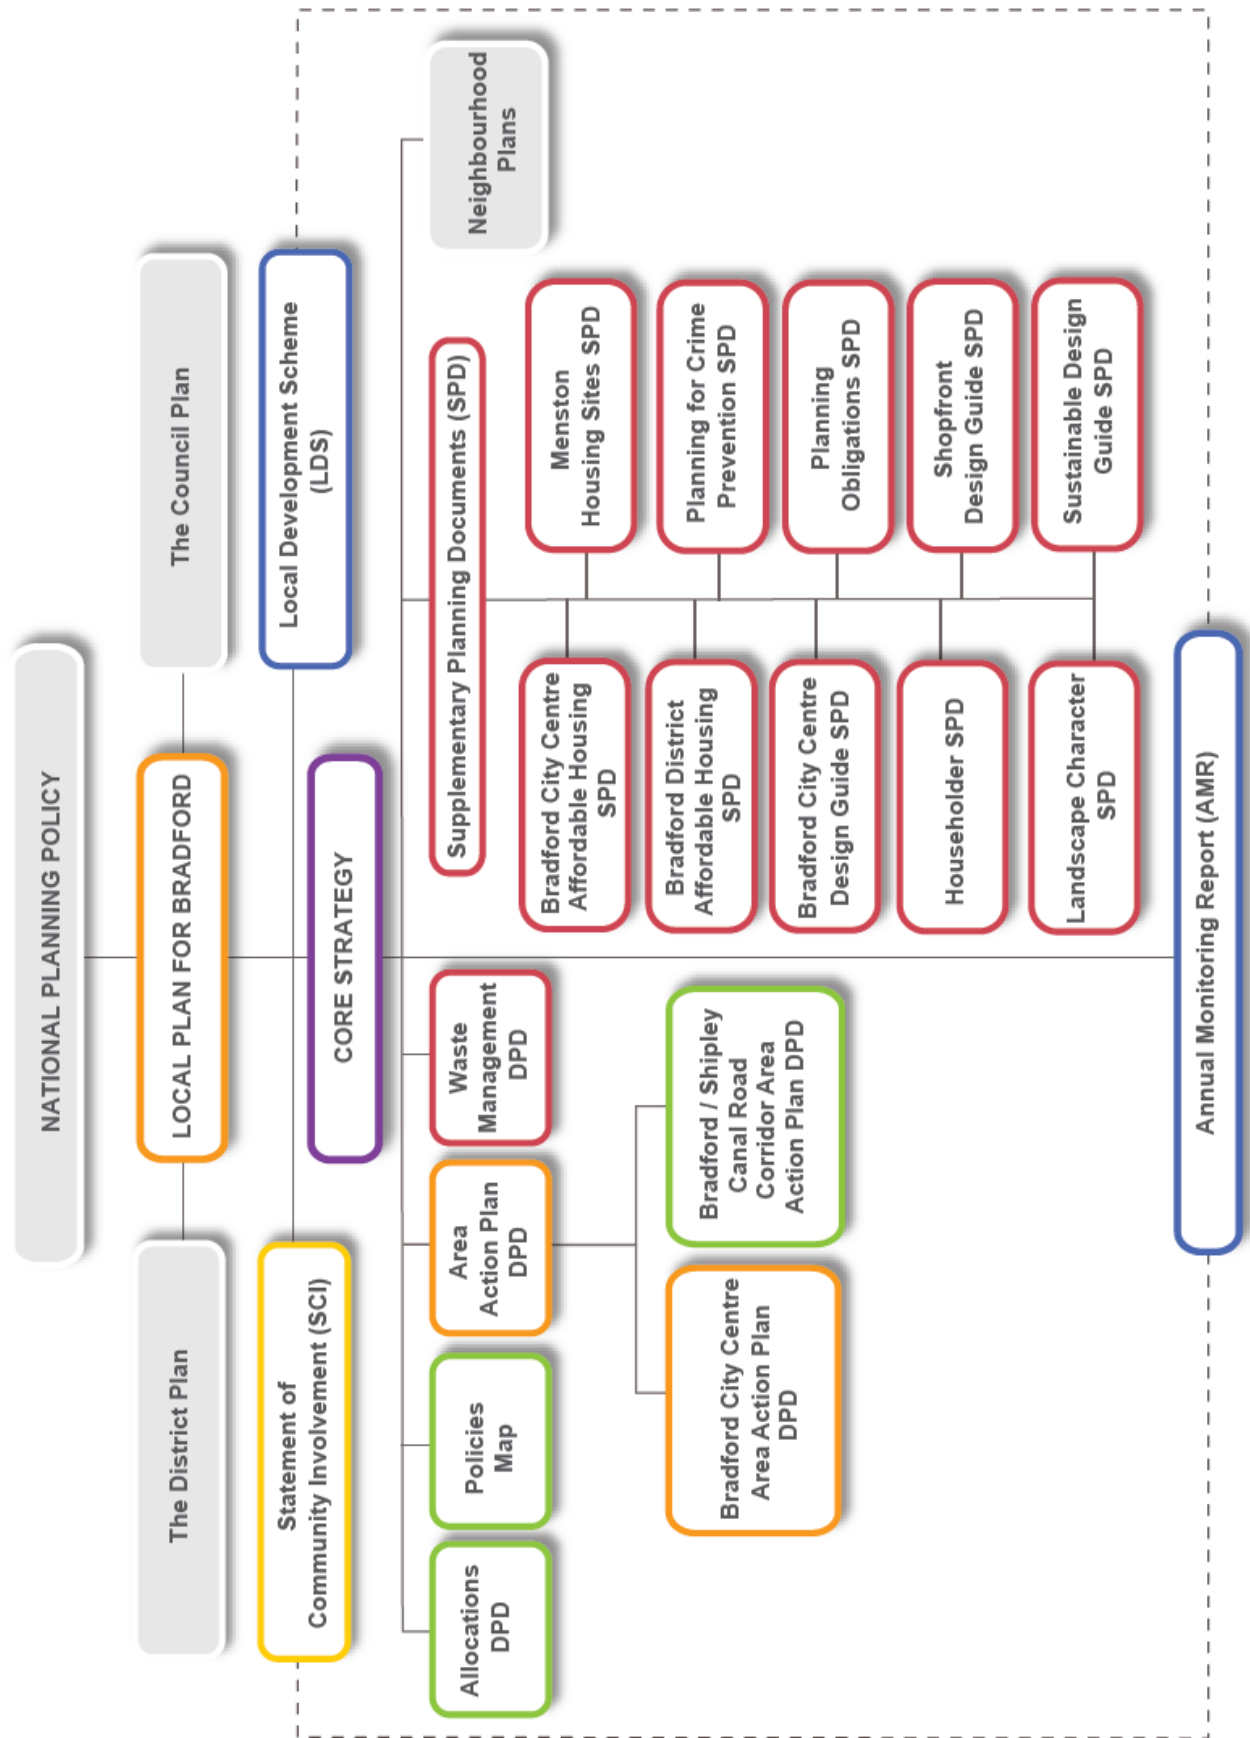 NATIONAL PLANNING POLICY
The District Plan
LOCAL PLAN FOR BRADFORD
The Council Plan
Statement of
Community Involvement (SCI)
Local Development Scheme
(LDS)
CORE STRATEGY
Allocations
DPD
Policies
Map
Area
Action Plan
DPD
Waste
Management
DPD
Supplementary Planning Documents (SPD)
Neighbourhood
Plans
Bradford City Centre
Area Action Plan
DPD
Bradford / Shipley
Canal Road
Corridor Area
Action Plan DPD
Bradford City Centre
Affordable Housing
SPD
Menston
Housing Sites SPD
Bradford District
Affordable Housing
SPD
Planning for Crime
Prevention SPD
Bradford City Centre
Design Guide SPD
Planning
Obligations SPD
Householder SPD
Shopfront
Design Guide SPD
Landscape Character
SPD
Sustainable Design
Guide SPD
Annual Monitoring Report (AMR)